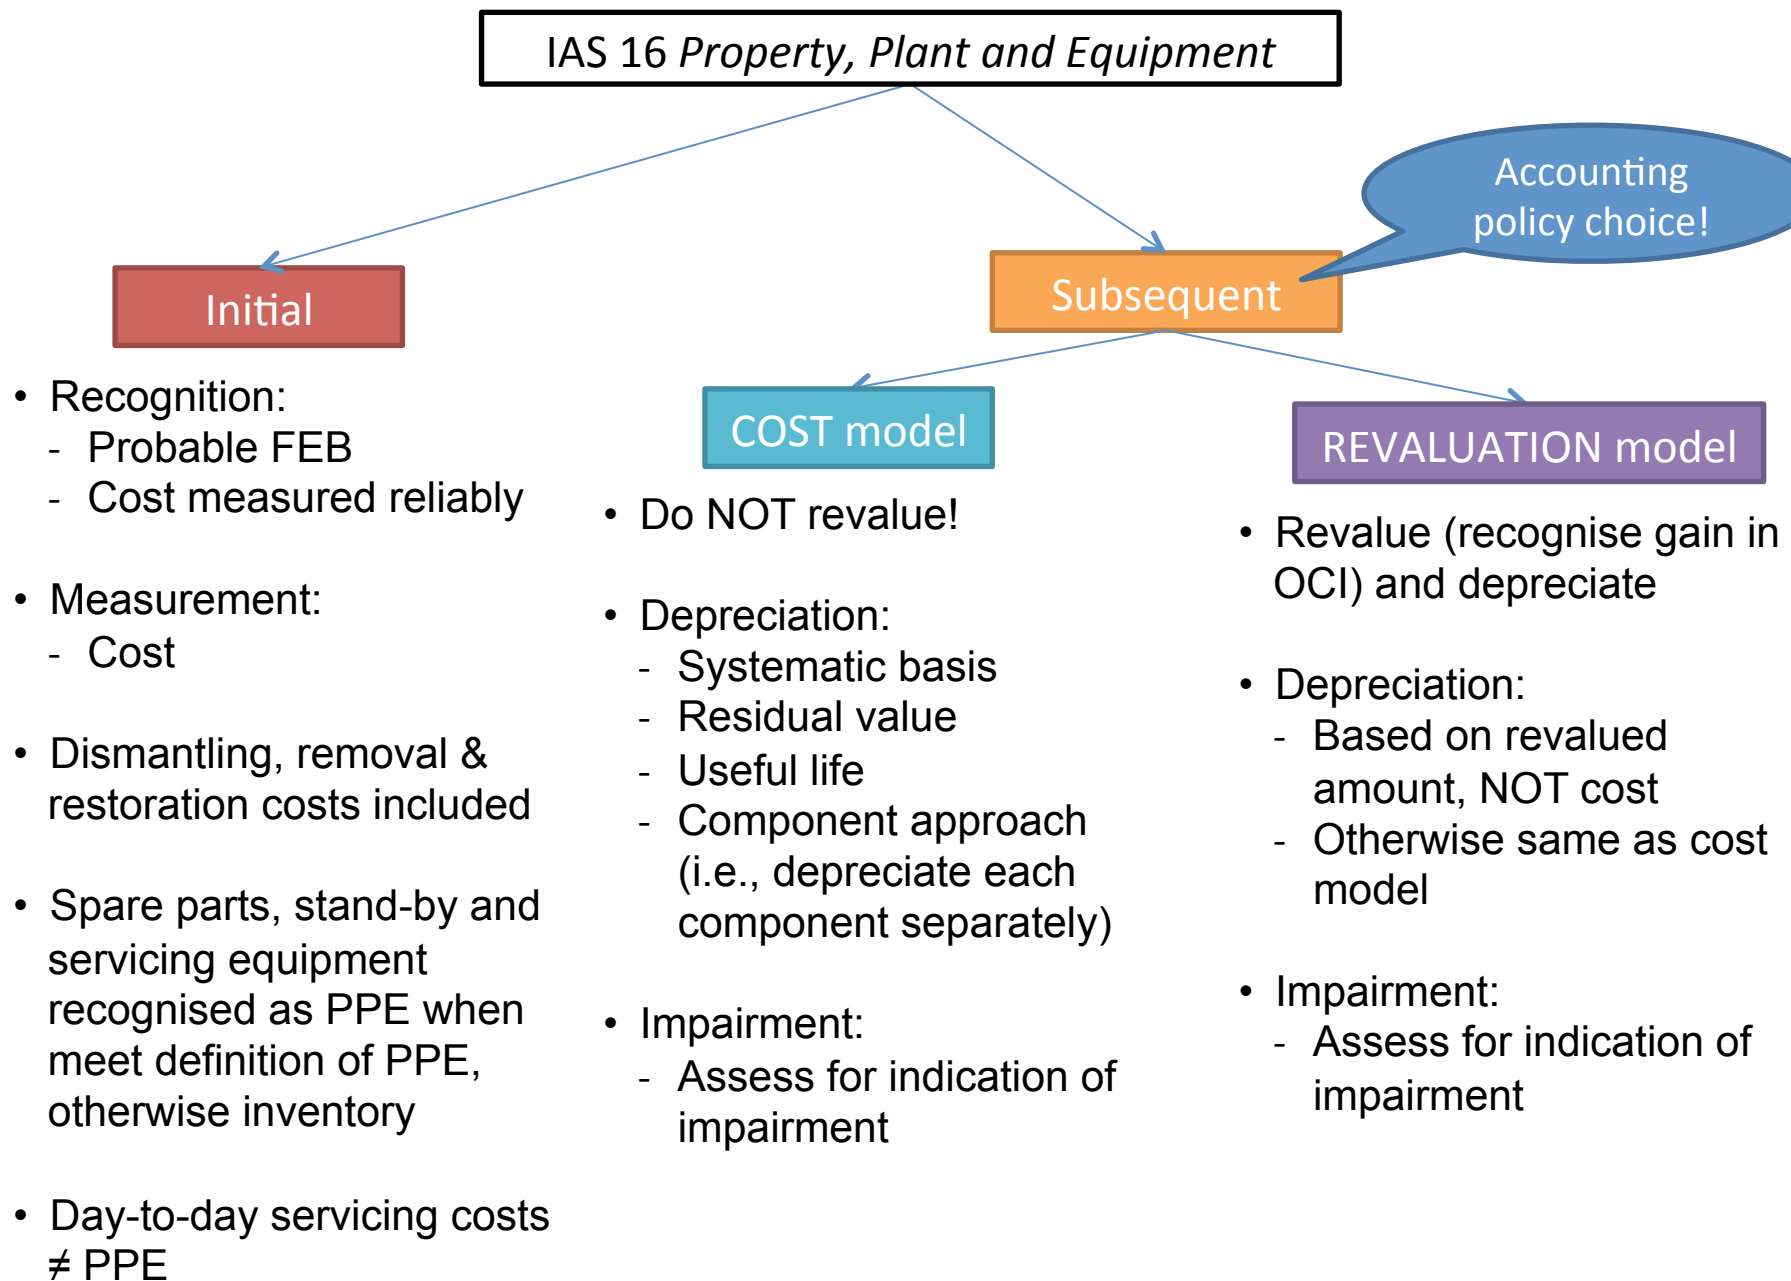 IAS 16 Property, Plant and Equipment
Accounting
policy choice!
Initial
Subsequent
• Recognition:
- Probable FEB
- Cost measured reliably
• Measurement:
- Cost
• Dismantling, removal &
restoration costs included
• Spare parts, stand-by and
servicing equipment
recognised as PPE when
meet definition of PPE,
otherwise inventory
• Day-to-day servicing costs
≠ PPE
COST model
• Do NOT revalue!
• Depreciation:
- Systematic basis
- Residual value
- Useful life
- Component approach
(i.e., depreciate each
component separately)
• Impairment:
- Assess for indication of
impairment
REVALUATION model
• Revalue (recognise gain in
OCI) and depreciate
• Depreciation:
- Based on revalued
amount, NOT cost
- Otherwise same as cost
model
• Impairment:
- Assess for indication of
impairment